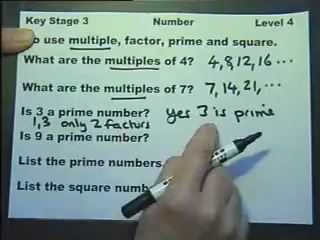 Key Stage 3 Number Level 4
o use multiple, factor, prime and square.
What are the multiples of 4? 4,8,12,16 ...
What are the multiples of 7? 7,14,21, ...
Is 3 a prime number? Yes 3 is prime
1,3 only 2 factors
Is 9 a prime number?
List the prime numbers
List the square numb